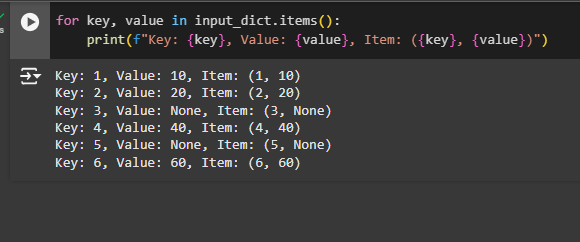 for key, value in input_dict.items():
    print(f"Key: {key}, Value: {value}, Item: ({key}, {value})")
Key: 1, Value: 10, Item: (1, 10)
Key: 2, Value: 20, Item: (2, 20)
Key: 3, Value: None, Item: (3, None)
Key: 4, Value: 40, Item: (4, 40)
Key: 5, Value: None, Item: (5, None)
Key: 6, Value: 60, Item: (6, 60)